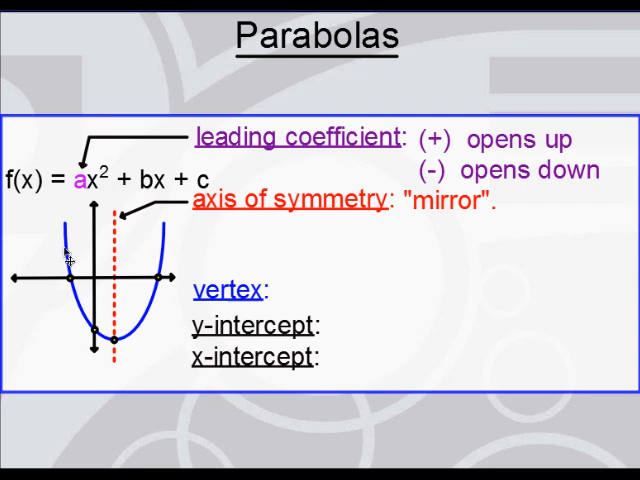 Parabolas
leading coefficient: (+) opens up
(-) opens down
f(x) = ax² + bx + c
axis of symmetry: "mirror".
vertex:
y-intercept:
x-intercept: